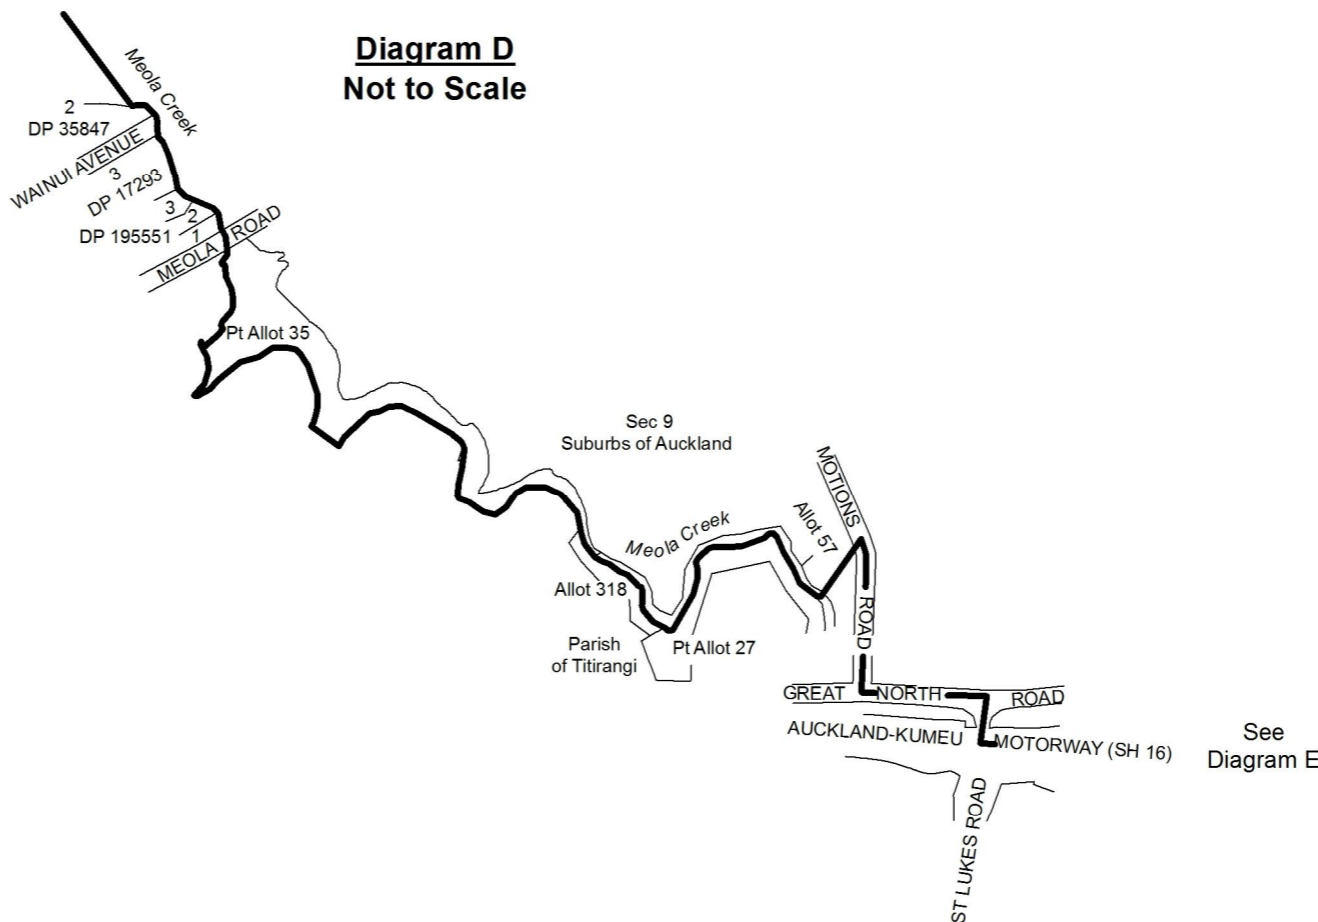 Diagram D
Not to Scale
Meola Creek
2
DP 35847
WAINUI AVENUE
3
DP 17293
3
2
DP 195551
1
MEOLA ROAD
Pt Allot 35
Sec 9
Suburbs of Auckland
MOTIONS
Allot 57
Meola Creek
Allot 318
ROAD
Parish
of Titirangi
Pt Allot 27
GREAT NORTH ROAD
AUCKLAND-KUMEU MOTORWAY (SH 16)
See
Diagram E
ST LUKES ROAD